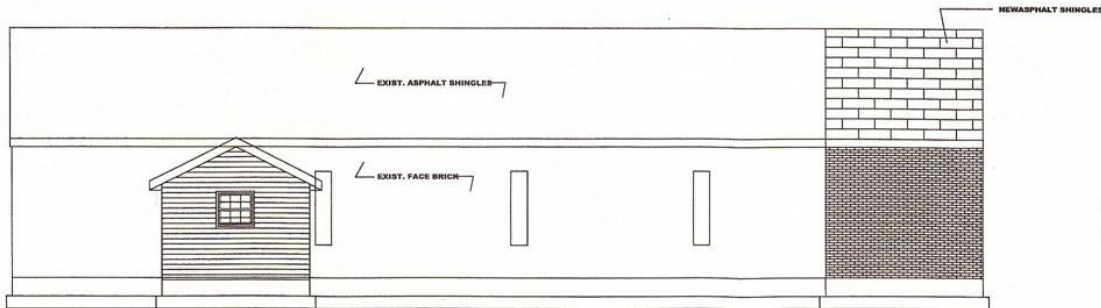 NEWASPHALT SHINGLES
EXIST. ASPHALT SHINGLES
EXIST. FACE BRICK